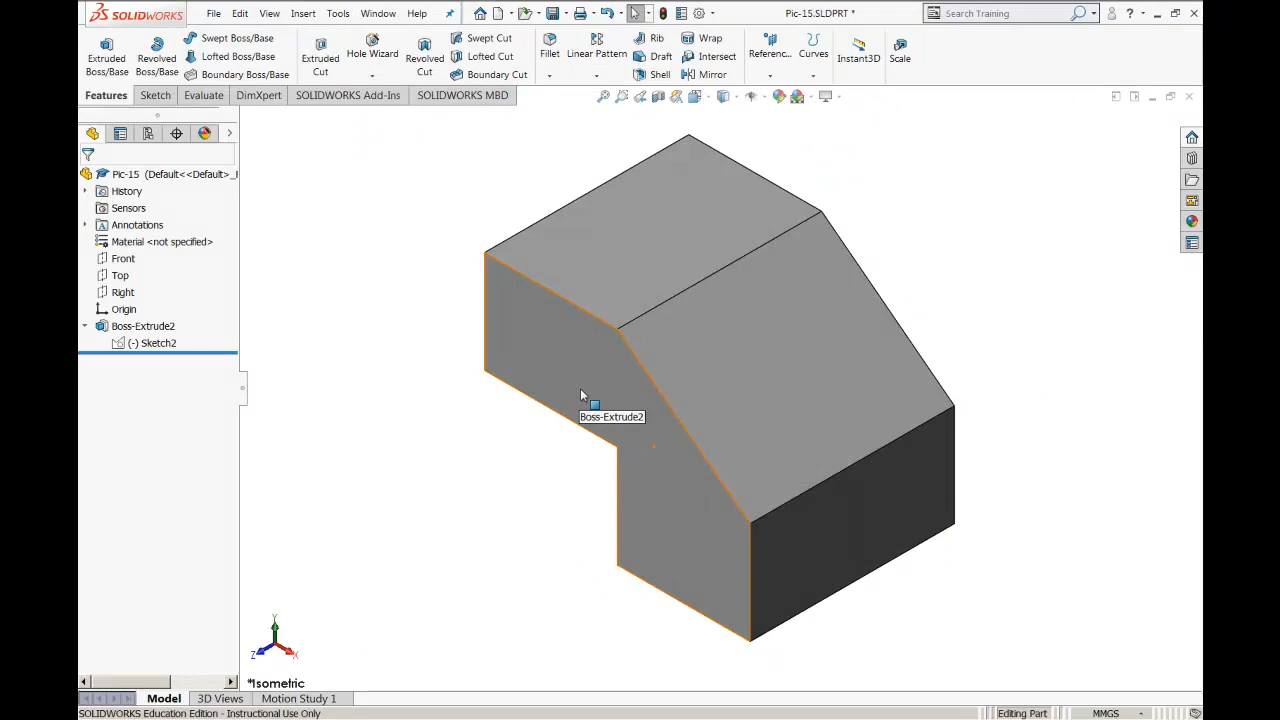 SOLIDWORKS File Edit View Insert Tools Window Help Pic-15.SLDPRT * Search Training
Extruded Boss/Base
Revolved Boss/Base
Swept Boss/Base
Lofted Boss/Base
Boundary Boss/Base
Extruded Cut
Hole Wizard
Revolved Cut
Swept Cut
Lofted Cut
Boundary Cut
Fillet
Linear Pattern
Rib
Draft
Shell
Wrap
Intersect
Mirror
Referenc...
Curves
Instant3D
Scale
Features Sketch Evaluate DimXpert SOLIDWORKS Add-Ins SOLIDWORKS MBD
Pic-15 (Default<<Default>_
History
Sensors
Annotations
Material <not specified>
Front
Top
Right
Origin
Boss-Extrude2
(-) Sketch2
Boss-Extrude2
Y
Z X
*Isometric
Model 3D Views Motion Study 1
SOLIDWORKS Education Edition - Instructional Use Only Editing Part MMGS